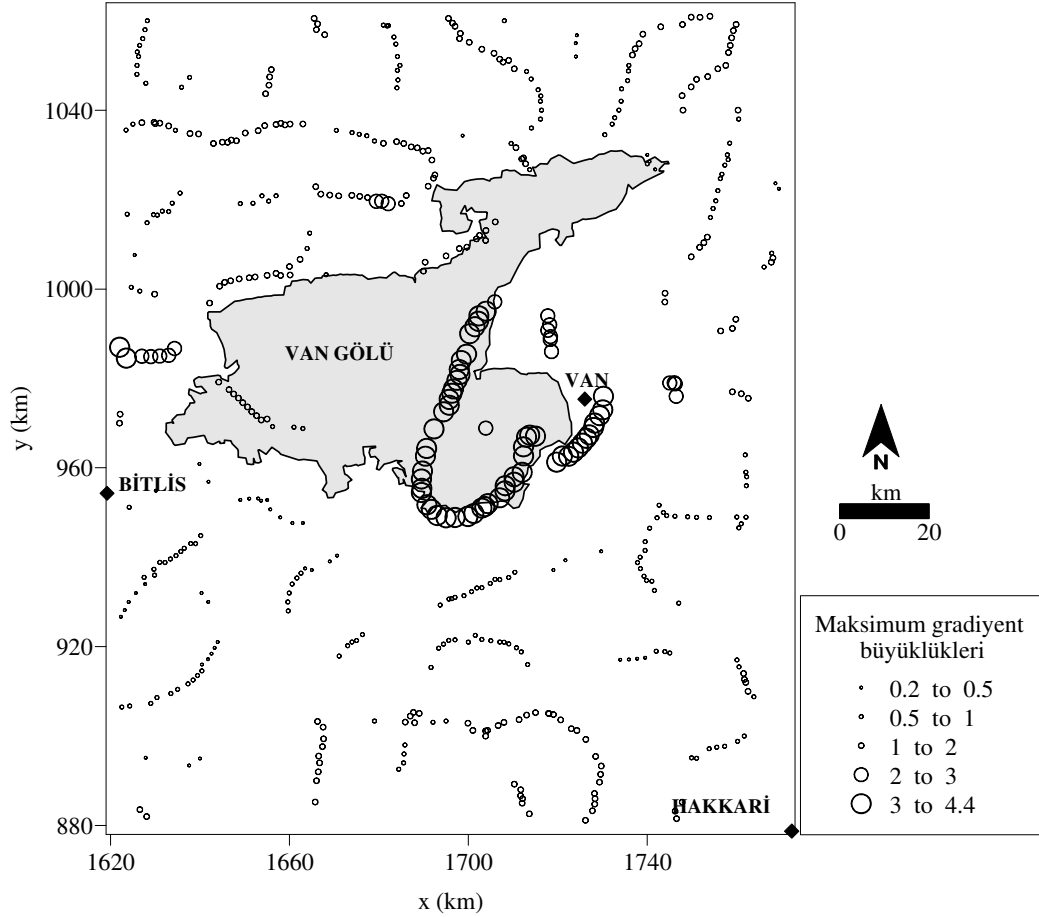 1040
1000
960
920
880
y (km)
VAN GÖLÜ
VAN
BİTLİS
HAKKARİ
1620
1660
1700
1740
x (km)
N
km
0
20
Maksimum gradiyent
büyüklükleri
0.2 to 0.5
0.5 to 1
1 to 2
2 to 3
3 to 4.4